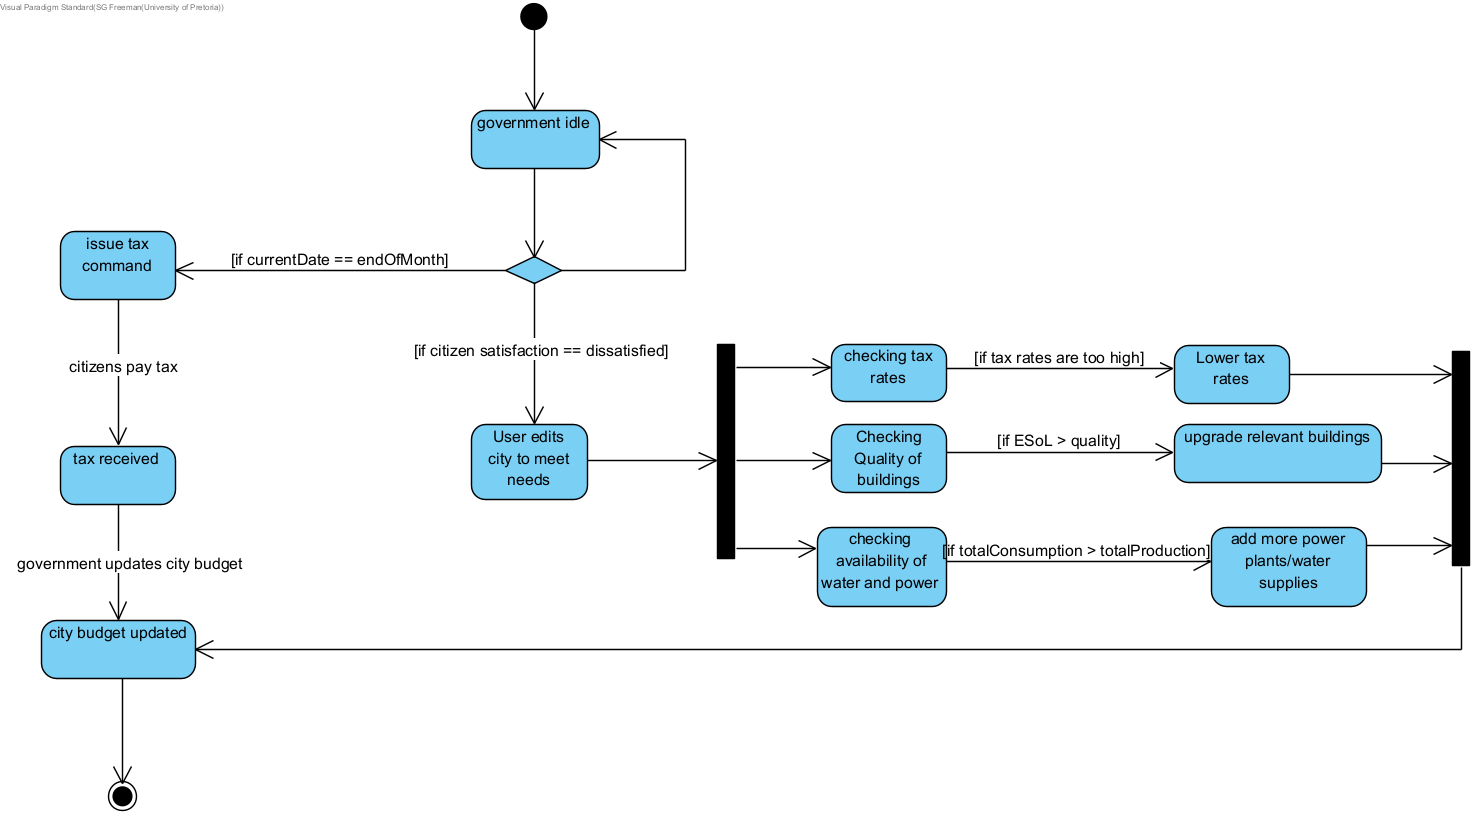 Visual Paradigm Standard(SG Freeman(University of Pretoria))
government idle
issue tax
command
[if currentDate == endOfMonth]
citizens pay tax
[if citizen satisfaction == dissatisfied]
checking tax
rates
[if tax rates are too high]
Lower tax
rates
tax received
User edits
city to meet
needs
Checking
Quality of
buildings
[if ESoL > quality]
upgrade relevant buildings
government updates city budget
checking
availability of
water and power
[if totalConsumption > totalProduction]
add more power
plants/water
supplies
city budget updated